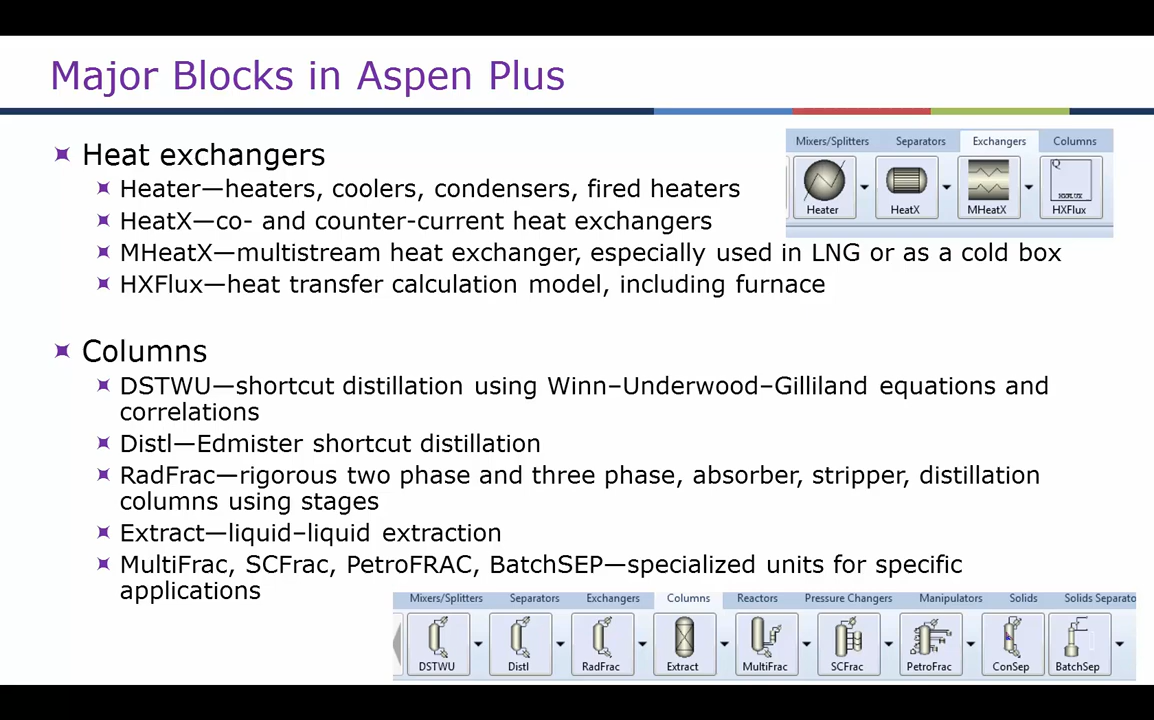 Major Blocks in Aspen Plus
Heat exchangers
Heater—heaters, coolers, condensers, fired heaters
HeatX—co- and counter-current heat exchangers
MHeatX—multistream heat exchanger, especially used in LNG or as a cold box
HXFlux—heat transfer calculation model, including furnace
Mixers/Splitters Separators Exchangers Columns
Q
HXFLUX
Heater HeatX MHeatX HXFlux
Columns
DSTWU—shortcut distillation using Winn–Underwood–Gilliland equations and
correlations
Distl—Edmister shortcut distillation
RadFrac—rigorous two phase and three phase, absorber, stripper, distillation
columns using stages
Extract—liquid–liquid extraction
MultiFrac, SCFrac, PetroFRAC, BatchSEP—specialized units for specific
applications
Mixers/Splitters Separators Exchangers Columns Reactors Pressure Changers Manipulators Solids Solids Separato
DSTWU Distl RadFrac Extract MultiFrac SCFrac PetroFrac ConSep BatchSep